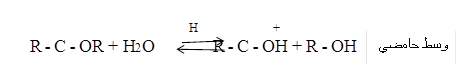 H +
R - C - OR + H2O ⇌ R - C - OH + R - OH وسط حامضي